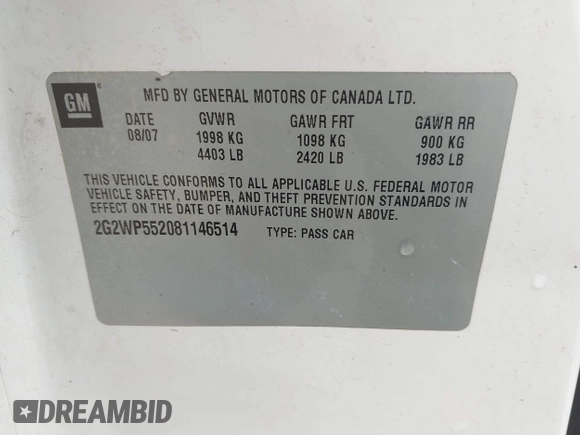 GM
MFD BY GENERAL MOTORS OF CANADA LTD.
DATE GVWR GAWR FRT GAWR RR
08/07 1998 KG 1098 KG 900 KG
4403 LB 2420 LB 1983 LB
THIS VEHICLE CONFORMS TO ALL APPLICABLE U.S. FEDERAL MOTOR
VEHICLE SAFETY, BUMPER, AND THEFT PREVENTION STANDARDS IN
EFFECT ON THE DATE OF MANUFACTURE SHOWN ABOVE.
2G2WP552081146514 TYPE: PASS CAR
DREAMBID